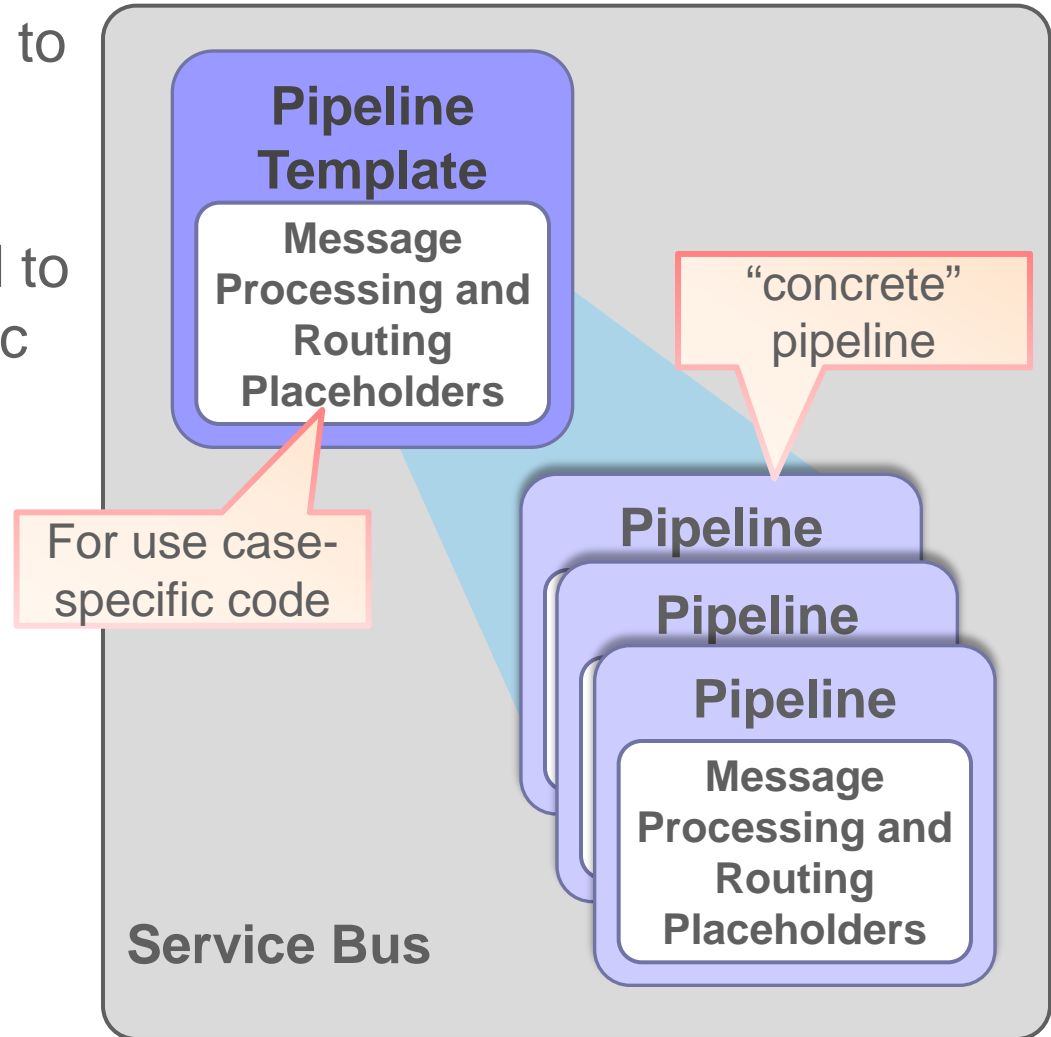 to
l to
c
Pipeline
Template
Message
Processing and
Routing
Placeholders
"concrete"
pipeline
For use case-
specific code
Pipeline
Pipeline
Pipeline
Message
Processing and
Routing
Placeholders
Service Bus